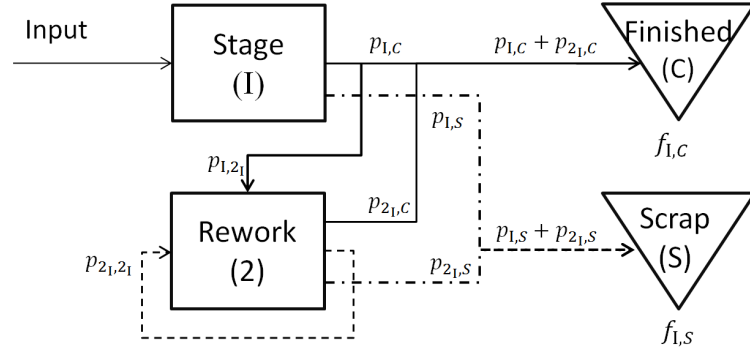 Input
Stage
(I)
p_{I,C}
p_{I,C} + p_{2_I,C}
Finished
(C)
p_{I,S}
f_{I,C}
p_{I,2_I}
Rework
(2)
p_{2_I,C}
p_{I,S} + p_{2_I,S}
Scrap
(S)
p_{2_I,2_I}
p_{2_I,S}
f_{I,S}